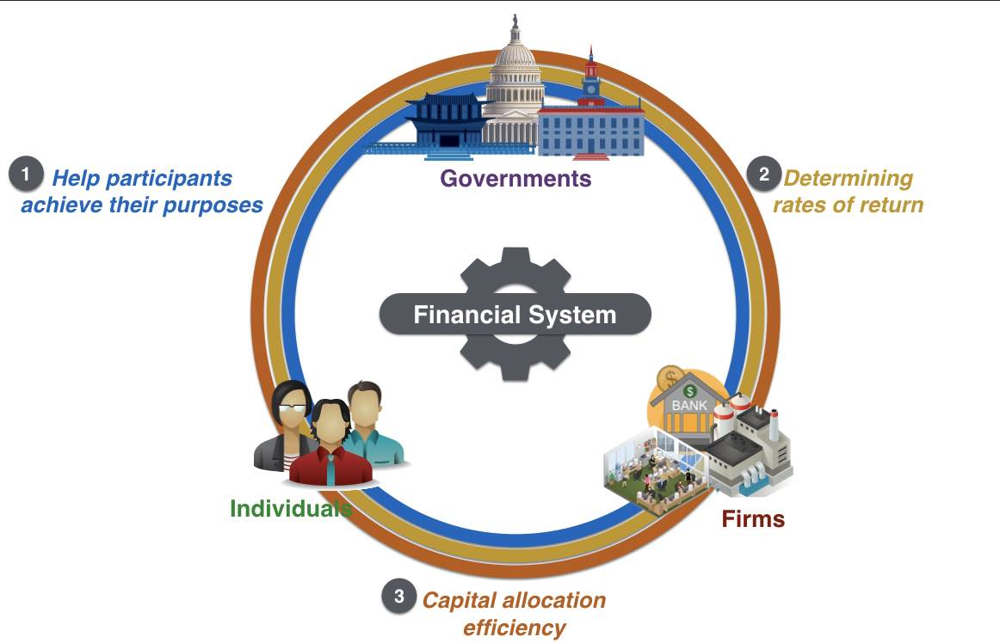 Governments
1
Help participants
achieve their purposes
2
Determining
rates of return
Financial System
$
$
BANK
Individuals
Firms
3
Capital allocation
efficiency